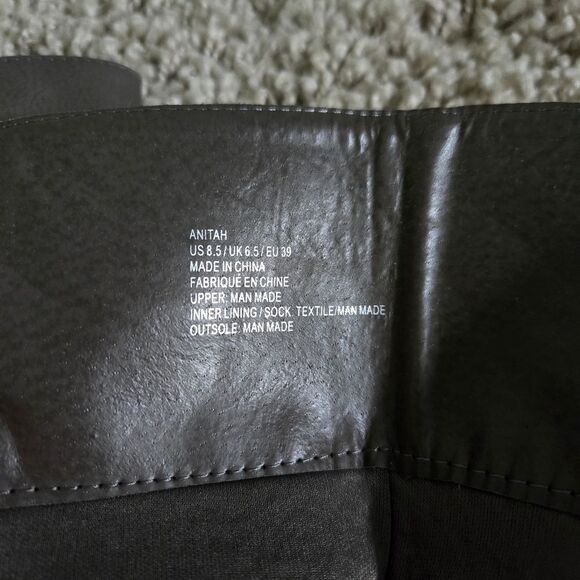 ANITAH
US 8.5 / UK 6.5 / EU 39
MADE IN CHINA
FABRIQUÉ EN CHINE
UPPER: MAN MADE
INNER LINING / SOCK: TEXTILE/MAN MADE
OUTSOLE: MAN MADE